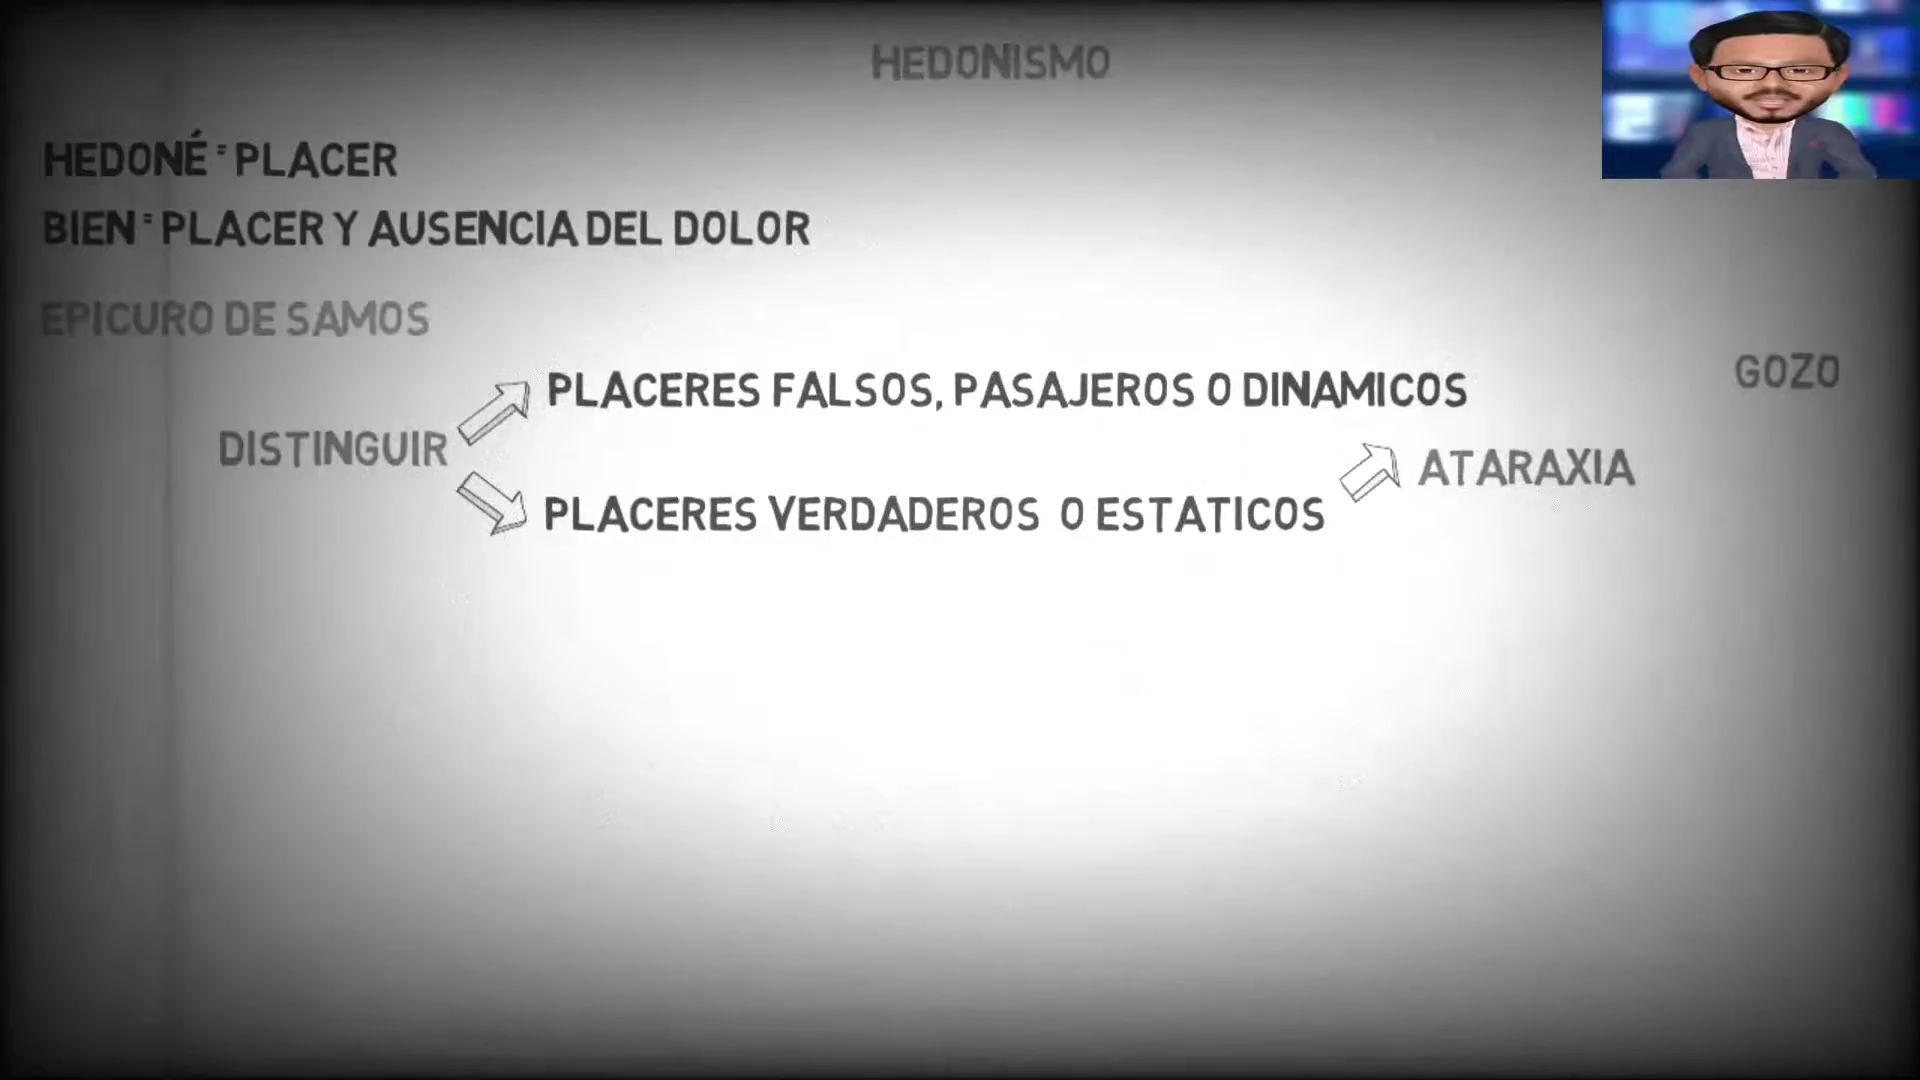 HEDONISMO
HEDONÉ = PLACER
BIEN = PLACER Y AUSENCIA DEL DOLOR
EPICURO DE SAMOS
GOZO
PLACERES FALSOS, PASAJEROS O DINAMICOS
DISTINGUIR
ATARAXIA
PLACERES VERDADEROS O ESTATICOS